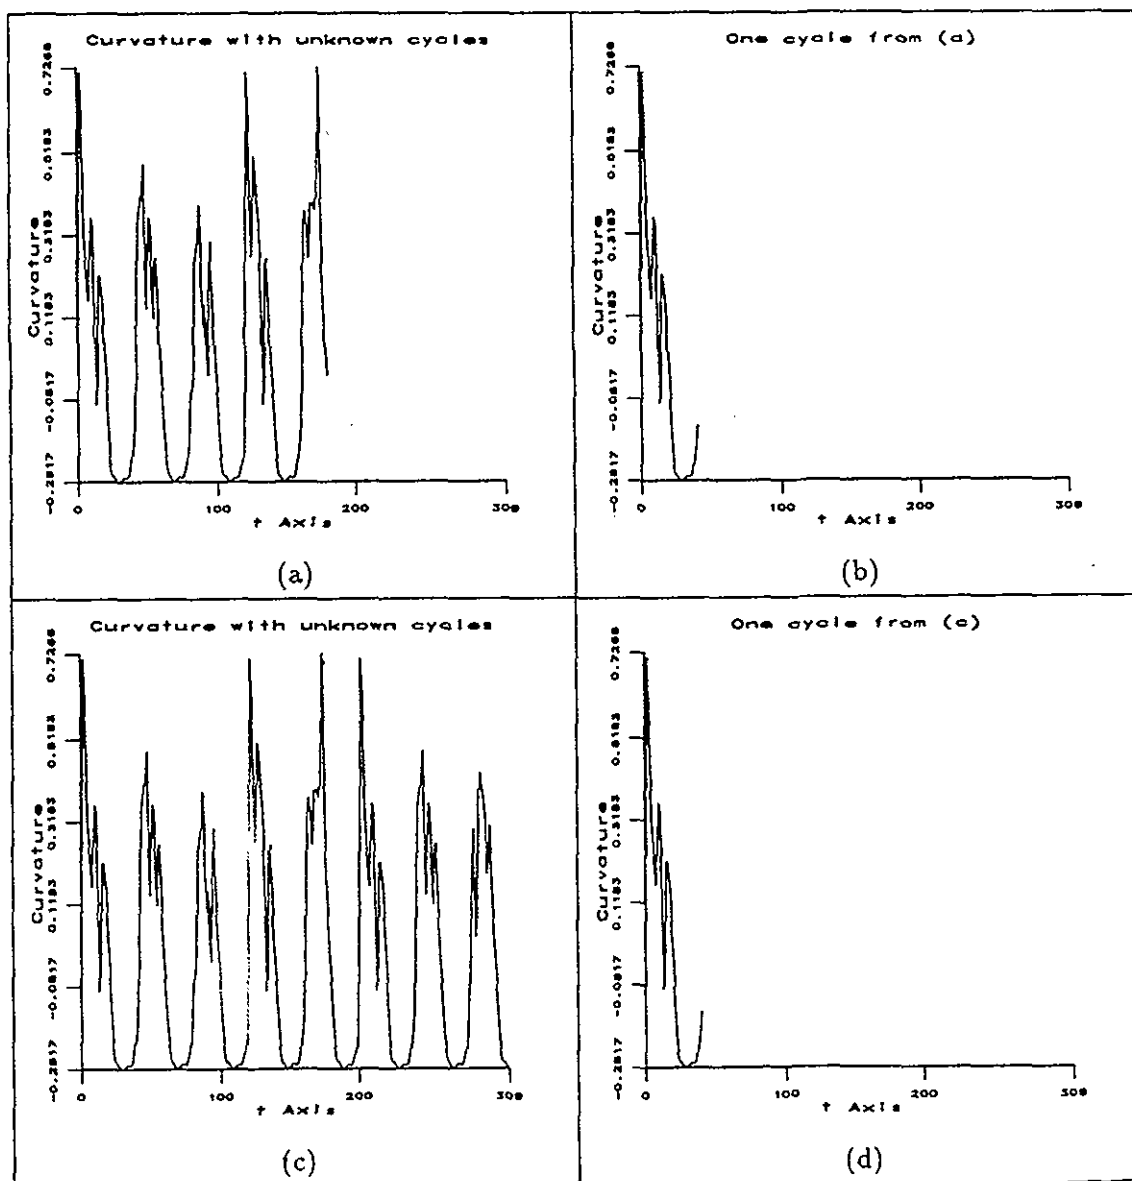 Curvature with unknown cycles
0.7266
0.5183
0.3183
0.1183
-0.0817
-0.2817
Curvature
0
100
200
309
t Axis
(a)
One cycle from (a)
0.7266
0.5183
0.3183
0.1183
-0.0817
-0.2817
Curvature
0
100
200
309
t Axis
(b)
Curvature with unknown cycles
0.7266
0.5183
0.3183
0.1183
-0.0817
-0.2817
Curvature
0
100
200
309
t Axis
(c)
One cycle from (c)
0.7266
0.5183
0.3183
0.1183
-0.0817
-0.2817
Curvature
0
100
200
309
t Axis
(d)